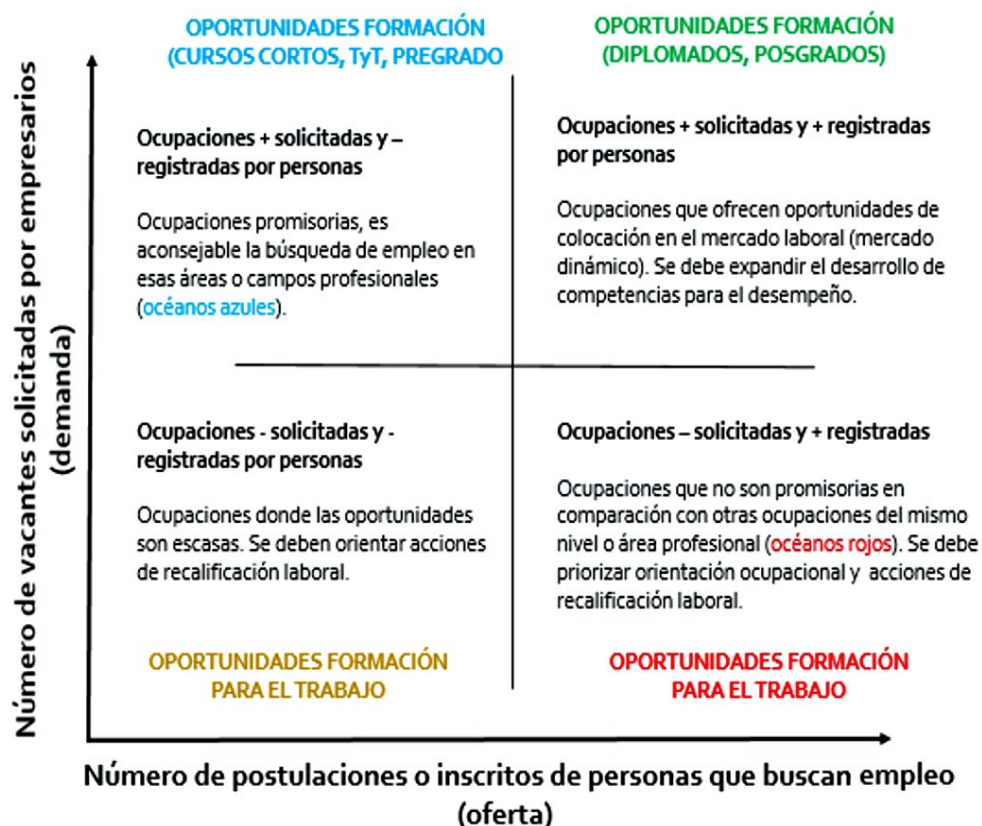 OPORTUNIDADES FORMACIÓN
(CURSOS CORTOS, TyT, PREGRADO
OPORTUNIDADES FORMACIÓN
(DIPLOMADOS, POSGRADOS)
Número de vacantes solicitadas por empresarios
(demanda)
Ocupaciones + solicitadas y –
registradas por personas
Ocupaciones promisorias, es
aconsejable la búsqueda de empleo en
esas áreas o campos profesionales
(océanos azules).
Ocupaciones + solicitadas y + registradas
por personas
Ocupaciones que ofrecen oportunidades de
colocación en el mercado laboral (mercado
dinámico). Se debe expandir el desarrollo de
competencias para el desempeño.
Ocupaciones - solicitadas y -
registradas por personas
Ocupaciones donde las oportunidades
son escasas. Se deben orientar acciones
de recalificación laboral.
OPORTUNIDADES FORMACIÓN
PARA EL TRABAJO
Ocupaciones – solicitadas y + registradas
Ocupaciones que no son promisorias en
comparación con otras ocupaciones del mismo
nivel o área profesional (océanos rojos). Se debe
priorizar orientación ocupacional y acciones de
recalificación laboral.
OPORTUNIDADES FORMACIÓN
PARA EL TRABAJO
Número de postulaciones o inscritos de personas que buscan empleo
(oferta)